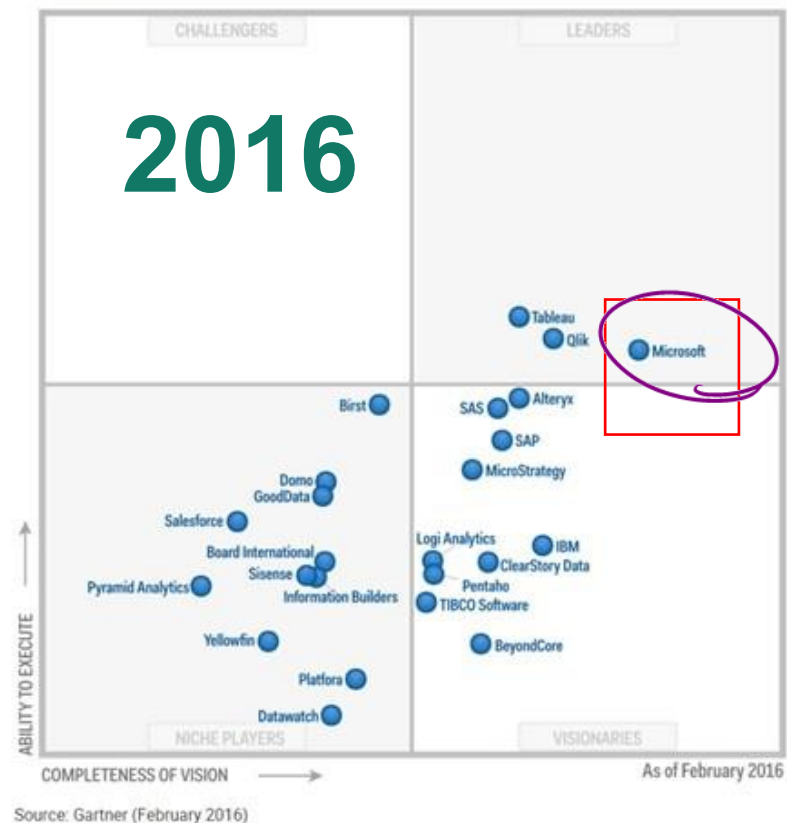 CHALLENGERS
LEADERS
2016
Tableau
Qlik
Microsoft
Birst
SAS
Alteryx
SAP
MicroStrategy
Domo
GoodData
Salesforce
Logi Analytics
IBM
Board International
ClearStory Data
Sisense
Pyramid Analytics
Pentaho
Information Builders
TIBCO Software
Yellowfin
BeyondCore
Platfora
Datawatch
NICHE PLAYERS
VISIONARIES
ABILITY TO EXECUTE
COMPLETENESS OF VISION
As of February 2016
Source: Gartner (February 2016)